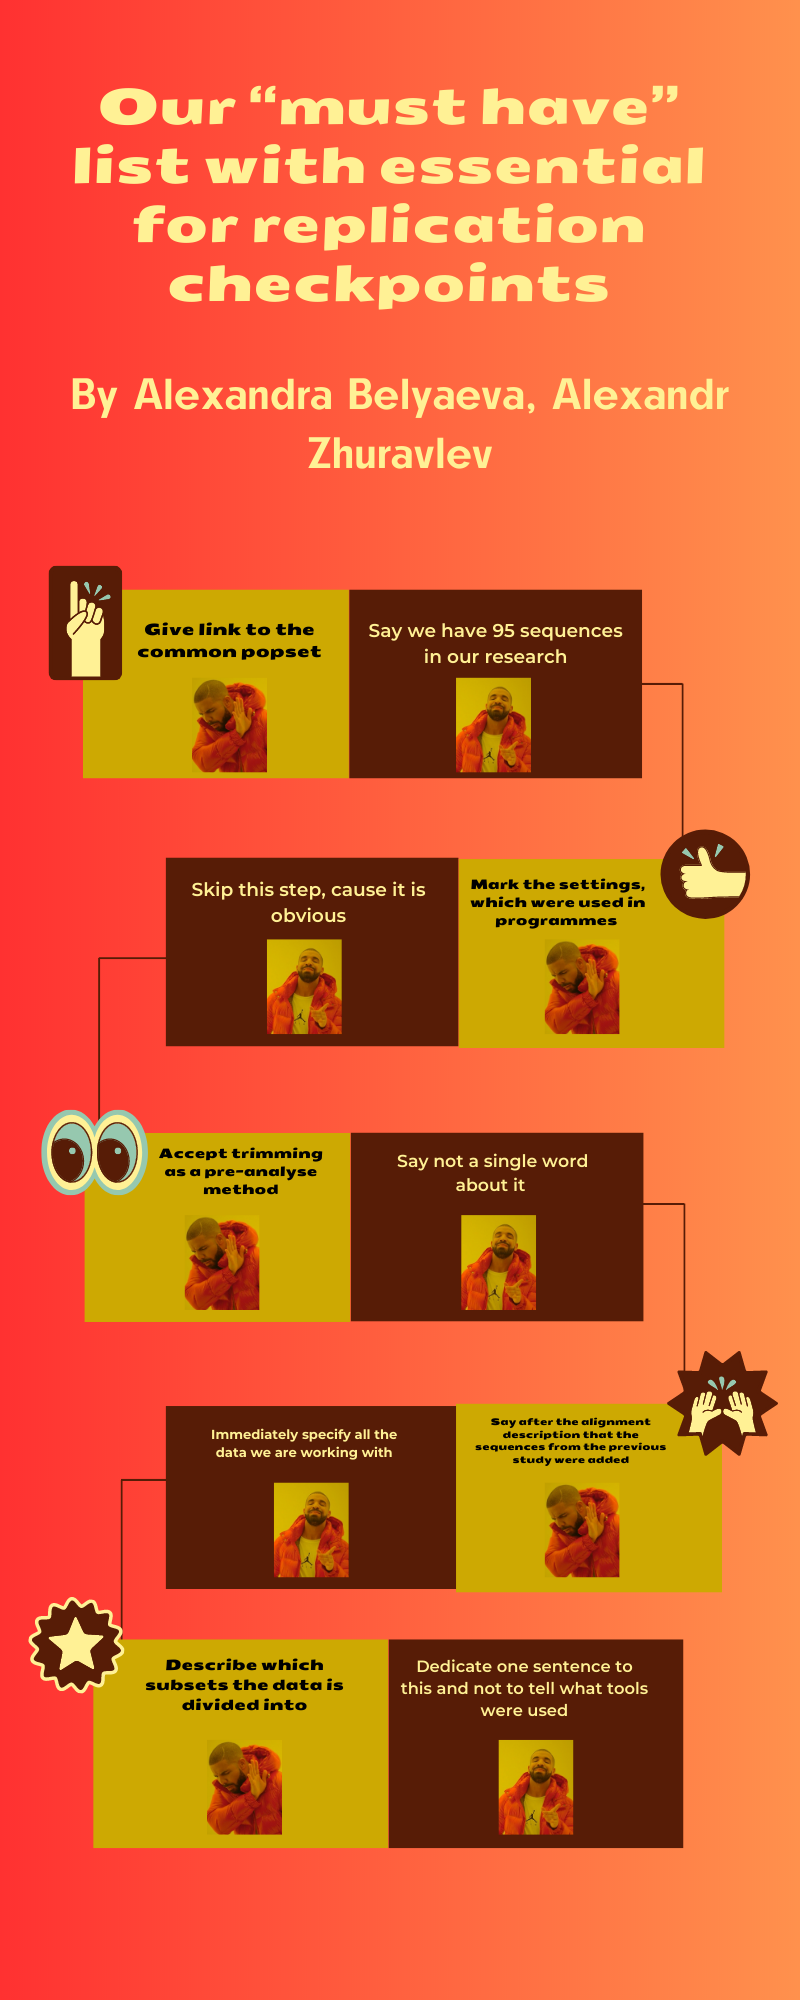 Our “must have”
list with essential
for replication
checkpoints
By Alexandra Belyaeva, Alexandr
Zhuravlev
Give link to the
common popset
Say we have 95 sequences
in our research
Skip this step, cause it is
obvious
Mark the settings,
which were used in
programmes
Accept trimming
as a pre-analyse
method
Say not a single word
about it
Immediately specify all the
data we are working with
Say after the alignment
description that the
sequences from the previous
study were added
Describe which
subsets the data is
divided into
Dedicate one sentence to
this and not to tell what tools
were used